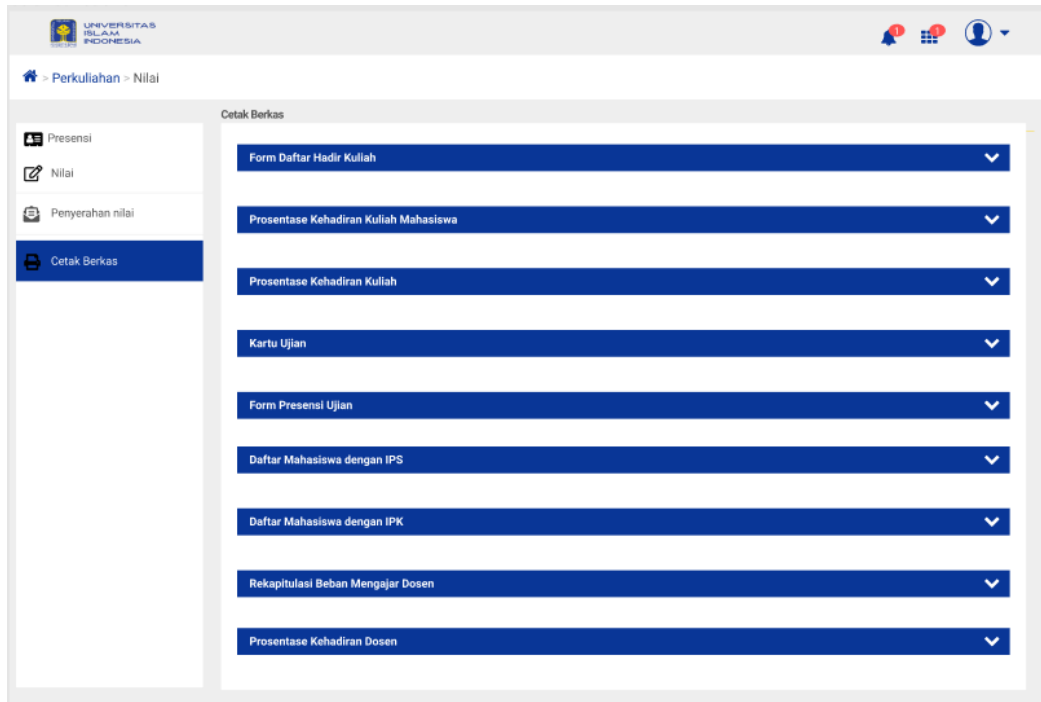 UNIVERSITAS
ISLAM
INDONESIA
1
1
> Perkuliahan > Nilai
Cetak Berkas
Presensi
Nilai
Penyerahan nilai
Cetak Berkas
Form Daftar Hadir Kuliah
Prosentase Kehadiran Kuliah Mahasiswa
Prosentase Kehadiran Kuliah
Kartu Ujian
Form Presensi Ujian
Daftar Mahasiswa dengan IPS
Daftar Mahasiswa dengan IPK
Rekapitulasi Beban Mengajar Dosen
Prosentase Kehadiran Dosen